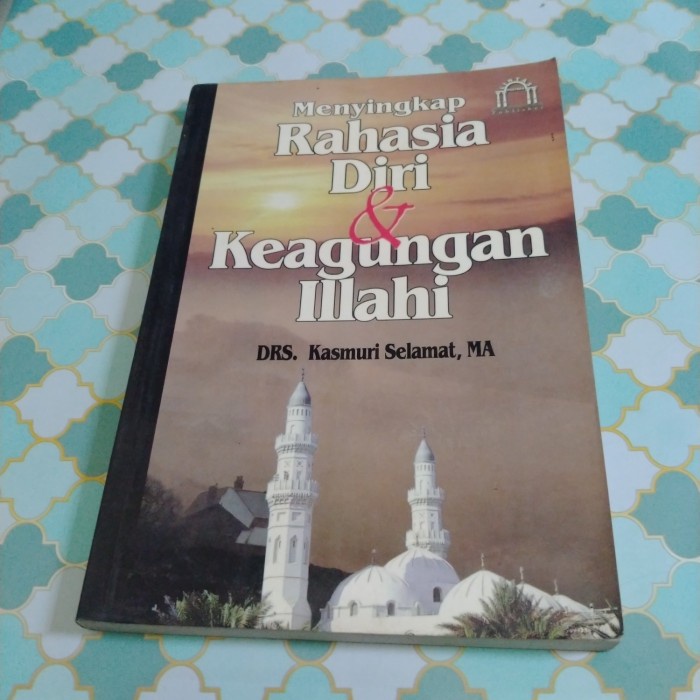 Menyingkap
Rahasia
Diri
&
Keagungan
Illahi
DRS. Kasmuri Selamat, MA